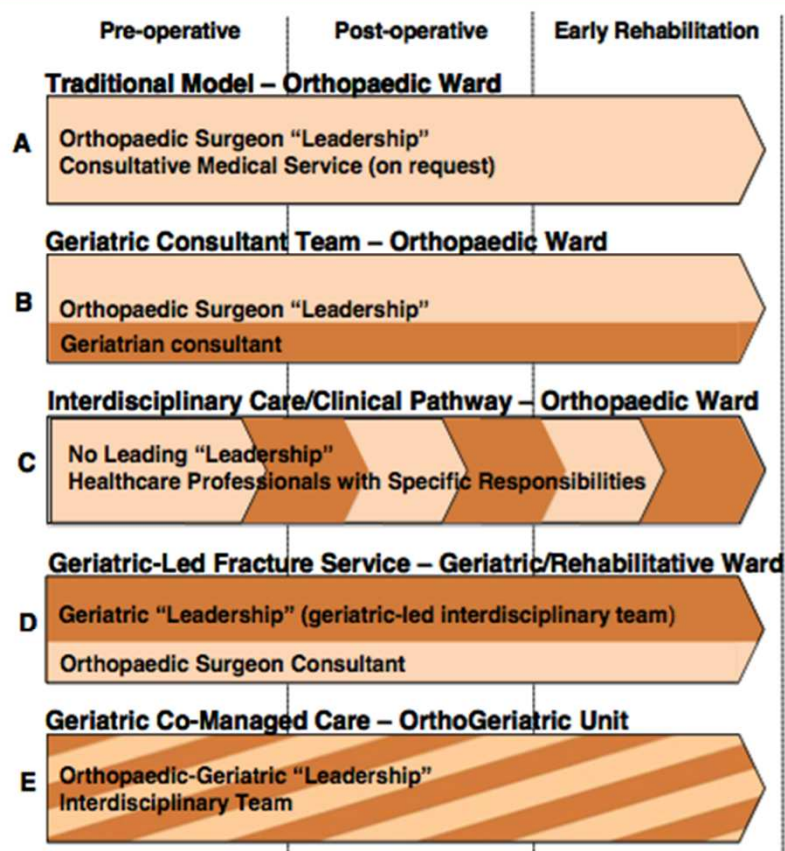 Pre-operative Post-operative Early Rehabilitation
Traditional Model – Orthopaedic Ward
A
Orthopaedic Surgeon “Leadership”
Consultative Medical Service (on request)
Geriatric Consultant Team – Orthopaedic Ward
B
Orthopaedic Surgeon “Leadership”
Geriatrian consultant
Interdisciplinary Care/Clinical Pathway – Orthopaedic Ward
C
No Leading “Leadership”
Healthcare Professionals with Specific Responsibilities
Geriatric-Led Fracture Service – Geriatric/Rehabilitative Ward
D
Geriatric “Leadership” (geriatric-led interdisciplinary team)
Orthopaedic Surgeon Consultant
Geriatric Co-Managed Care – OrthoGeriatric Unit
E
Orthopaedic-Geriatric “Leadership”
Interdisciplinary Team